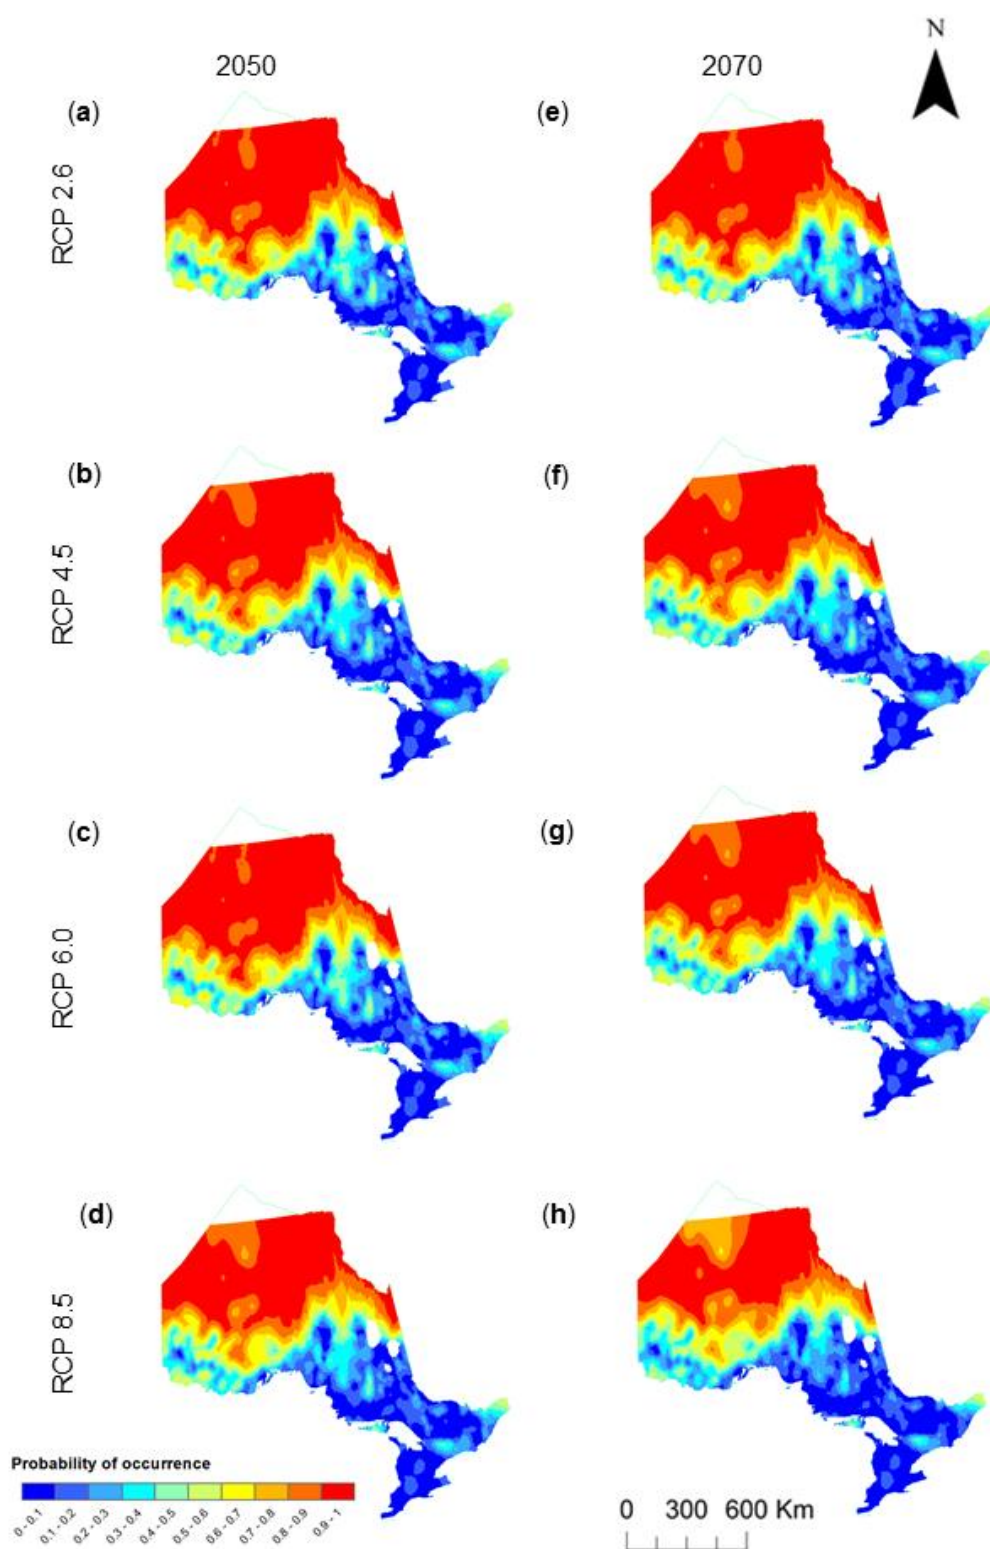 N
2050
2070
(a)
(e)
RCP 2.6
(b)
(f)
RCP 4.5
(c)
(g)
RCP 6.0
(d)
(h)
RCP 8.5
Probability of occurrence
0 - 0.1
0.1 - 0.2
0.2 - 0.3
0.3 - 0.4
0.4 - 0.5
0.5 - 0.6
0.6 - 0.7
0.7 - 0.8
0.8 - 0.9
0.9 - 1
0 300 600 Km